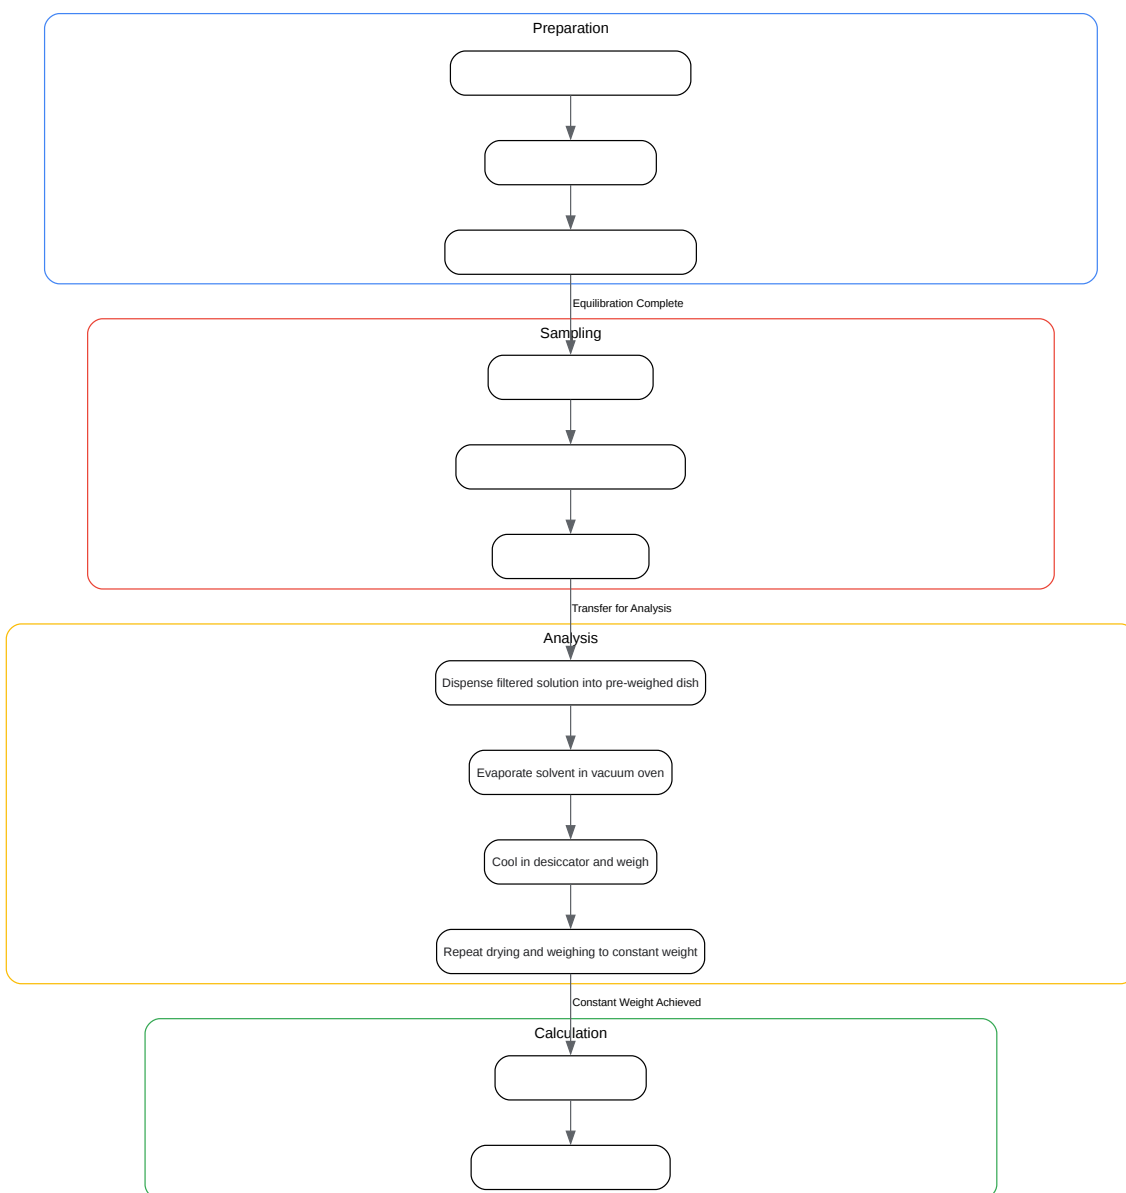 Preparation
Equilibration Complete
Sampling
Transfer for Analysis
Analysis
Dispense filtered solution into pre-weighed dish
Evaporate solvent in vacuum oven
Cool in desiccator and weigh
Repeat drying and weighing to constant weight
Constant Weight Achieved
Calculation